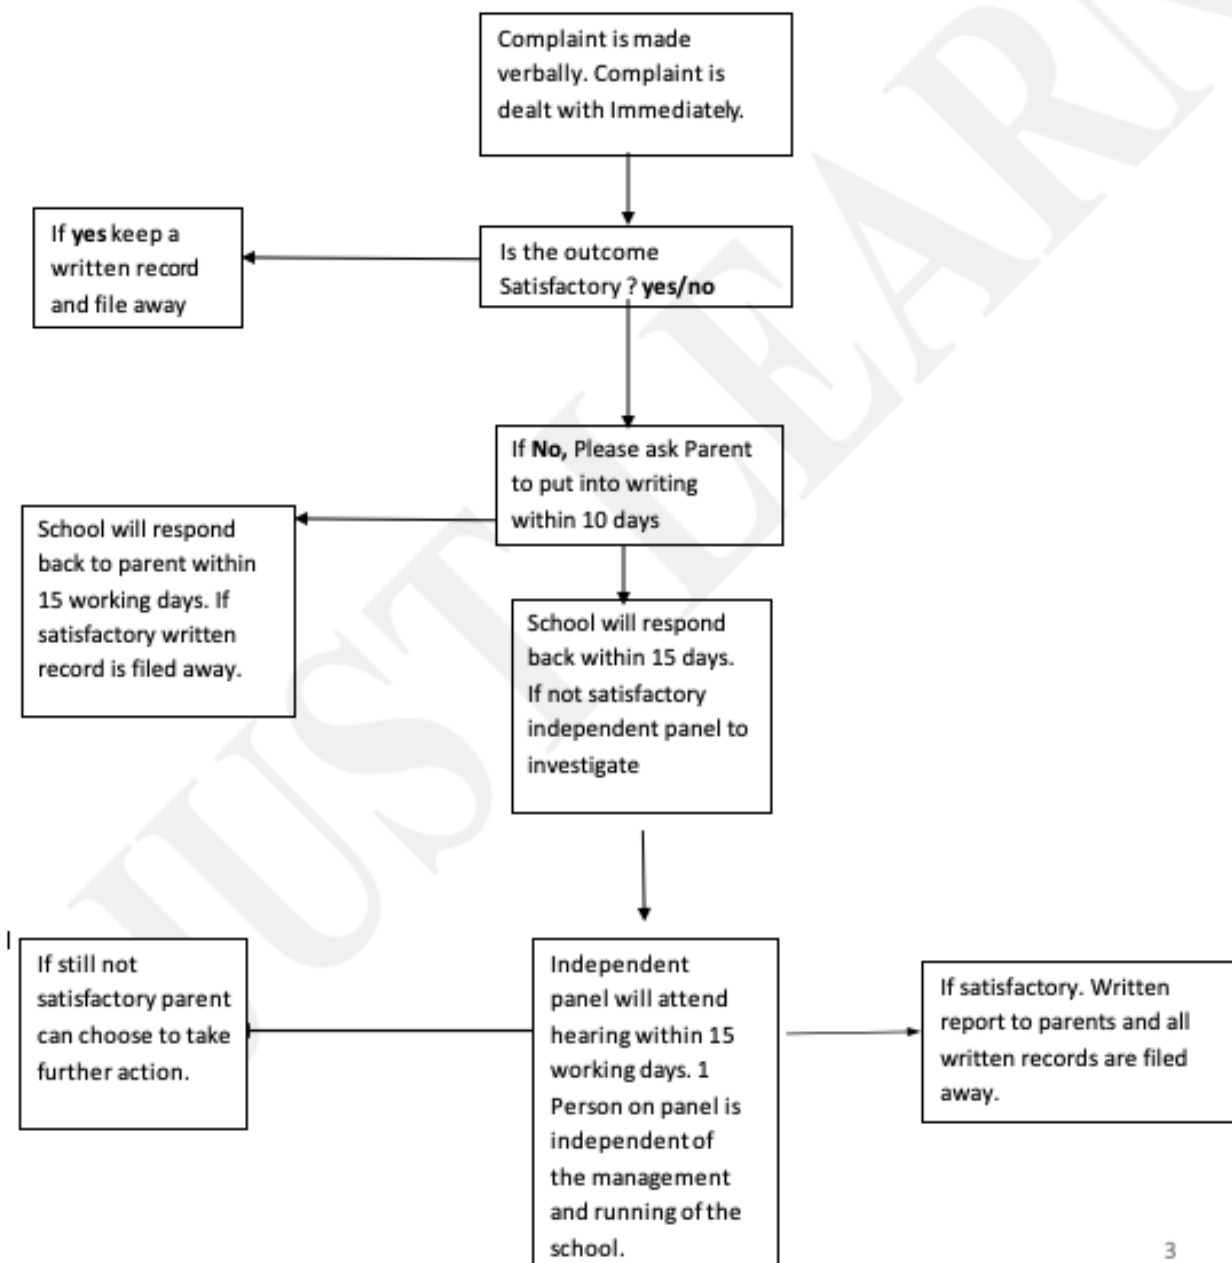 Complaint is made
verbally. Complaint is
dealt with Immediately.
If yes keep a
written record
and file away
Is the outcome
Satisfactory ? yes/no
If No, Please ask Parent
to put into writing
within 10 days
School will respond
back to parent within
15 working days. If
satisfactory written
record is filed away.
School will respond
back within 15 days.
If not satisfactory
independent panel to
investigate
If still not
satisfactory parent
can choose to take
further action.
Independent
panel will attend
hearing within 15
working days. 1
Person on panel is
independent of
the management
and running of the
school.
If satisfactory. Written
report to parents and all
written records are filed
away.
3
JUST LEARN